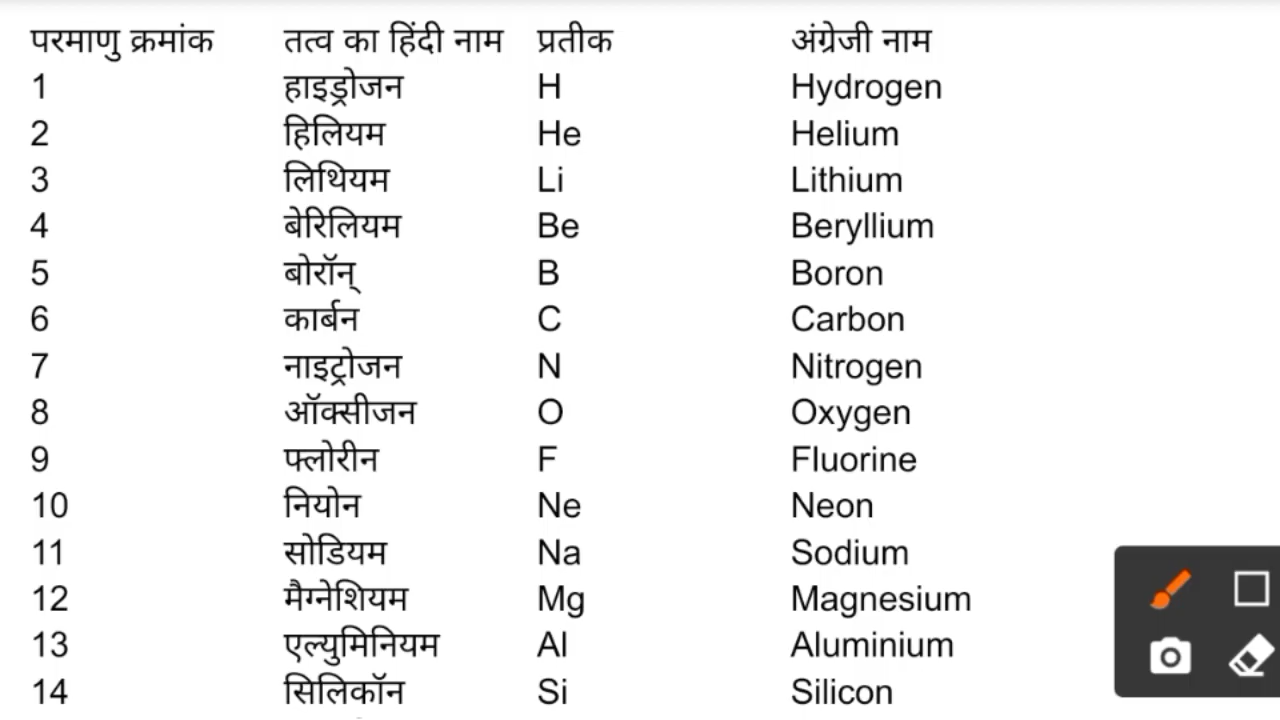 परमाणु क्रमांक तत्व का हिंदी नाम प्रतीक अंग्रेजी नाम
1 हाइड्रोजन H Hydrogen
2 हिलियम He Helium
3 लिथियम Li Lithium
4 बेरिलियम Be Beryllium
5 बोरॉन् B Boron
6 कार्बन C Carbon
7 नाइट्रोजन N Nitrogen
8 ऑक्सीजन O Oxygen
9 फ्लोरीन F Fluorine
10 नियोन Ne Neon
11 सोडियम Na Sodium
12 मैग्नेशियम Mg Magnesium
13 एल्युमिनियम Al Aluminium
14 सिलिकॉन Si Silicon